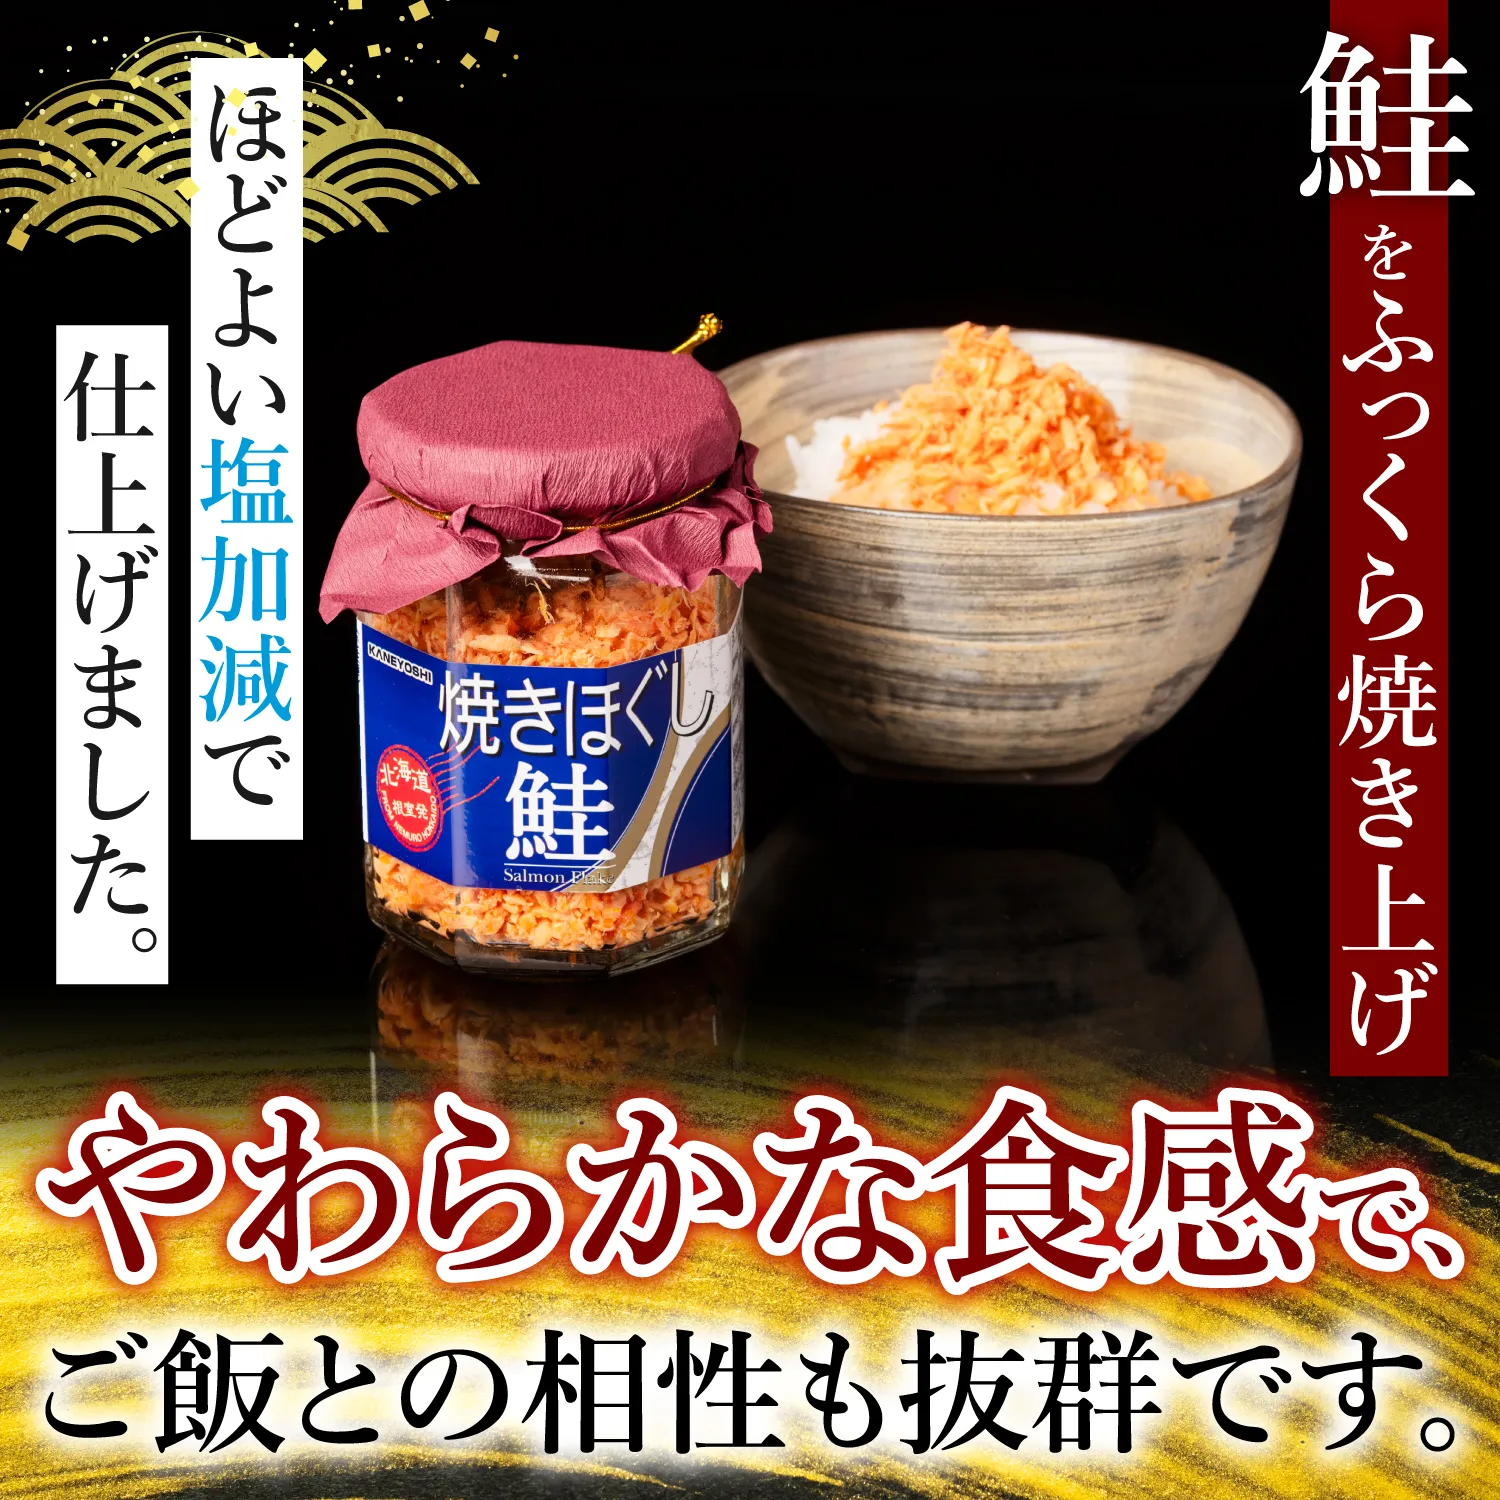 鮭をふっくら焼き上げ
ほどよい塩加減で
仕上げました。
KANEYOSHI
焼きほぐし
鮭
Salmon Flake
北海道
根室発
FROM NEMURO HOKKAIDO
やわらかな食感で、
ご飯との相性も抜群です。